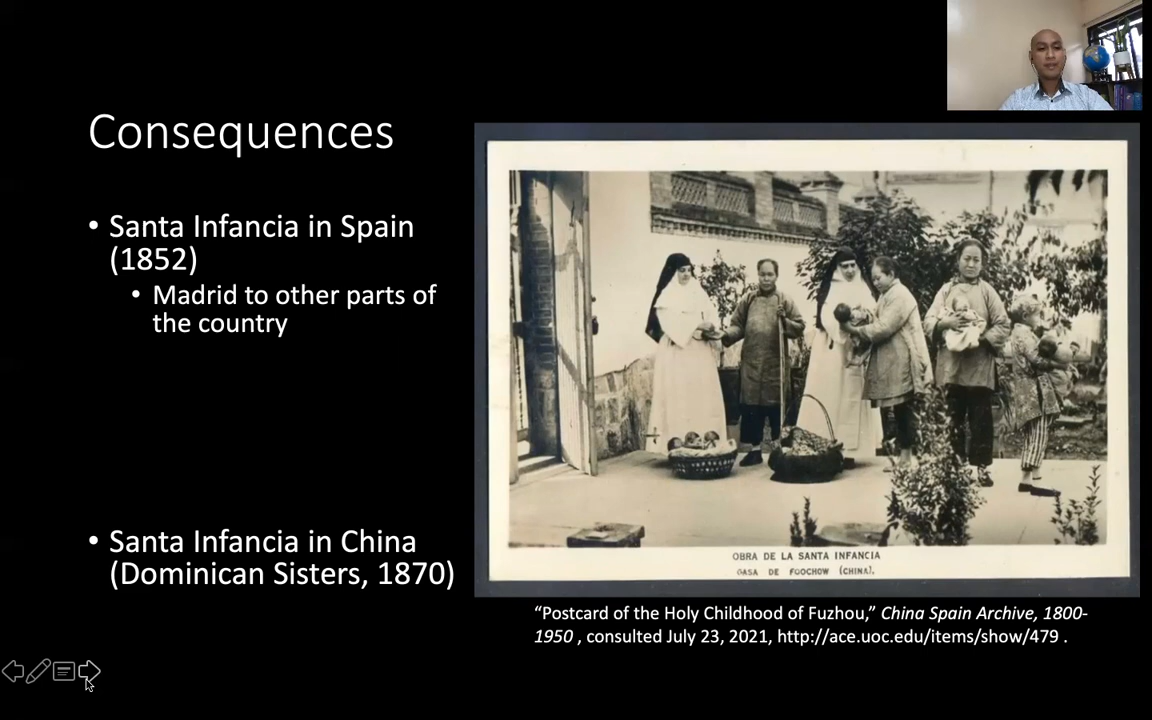 Consequences
• Santa Infancia in Spain
(1852)
• Madrid to other parts of
the country
• Santa Infancia in China
(Dominican Sisters, 1870)
OBRA DE LA SANTA INFANCIA
CASA DE FOOCHOW (CHINA).
“Postcard of the Holy Childhood of Fuzhou,” China Spain Archive, 1800-
1950 , consulted July 23, 2021, http://ace.uoc.edu/items/show/479 .